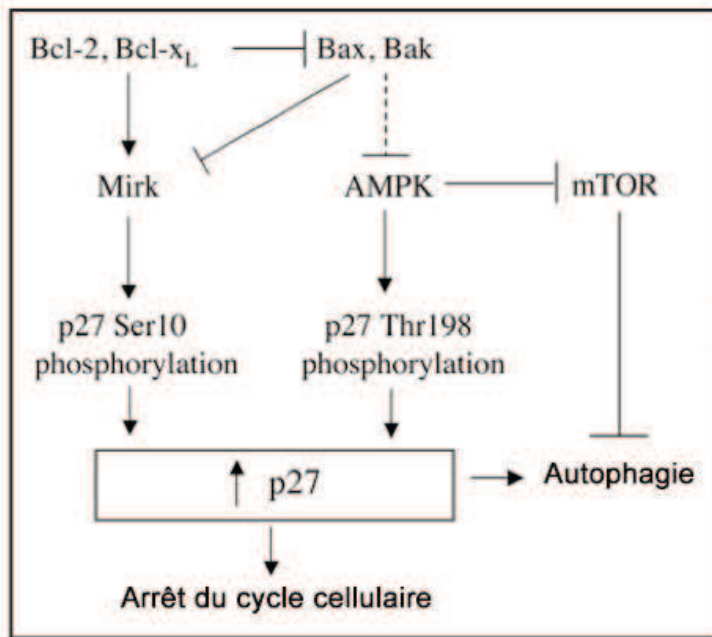 Bcl-2, Bcl-xL Bax, Bak
Mirk AMPK mTOR
p27 Ser10 p27 Thr198
phosphorylation phosphorylation
p27 Autophagie
Arrêt du cycle cellulaire